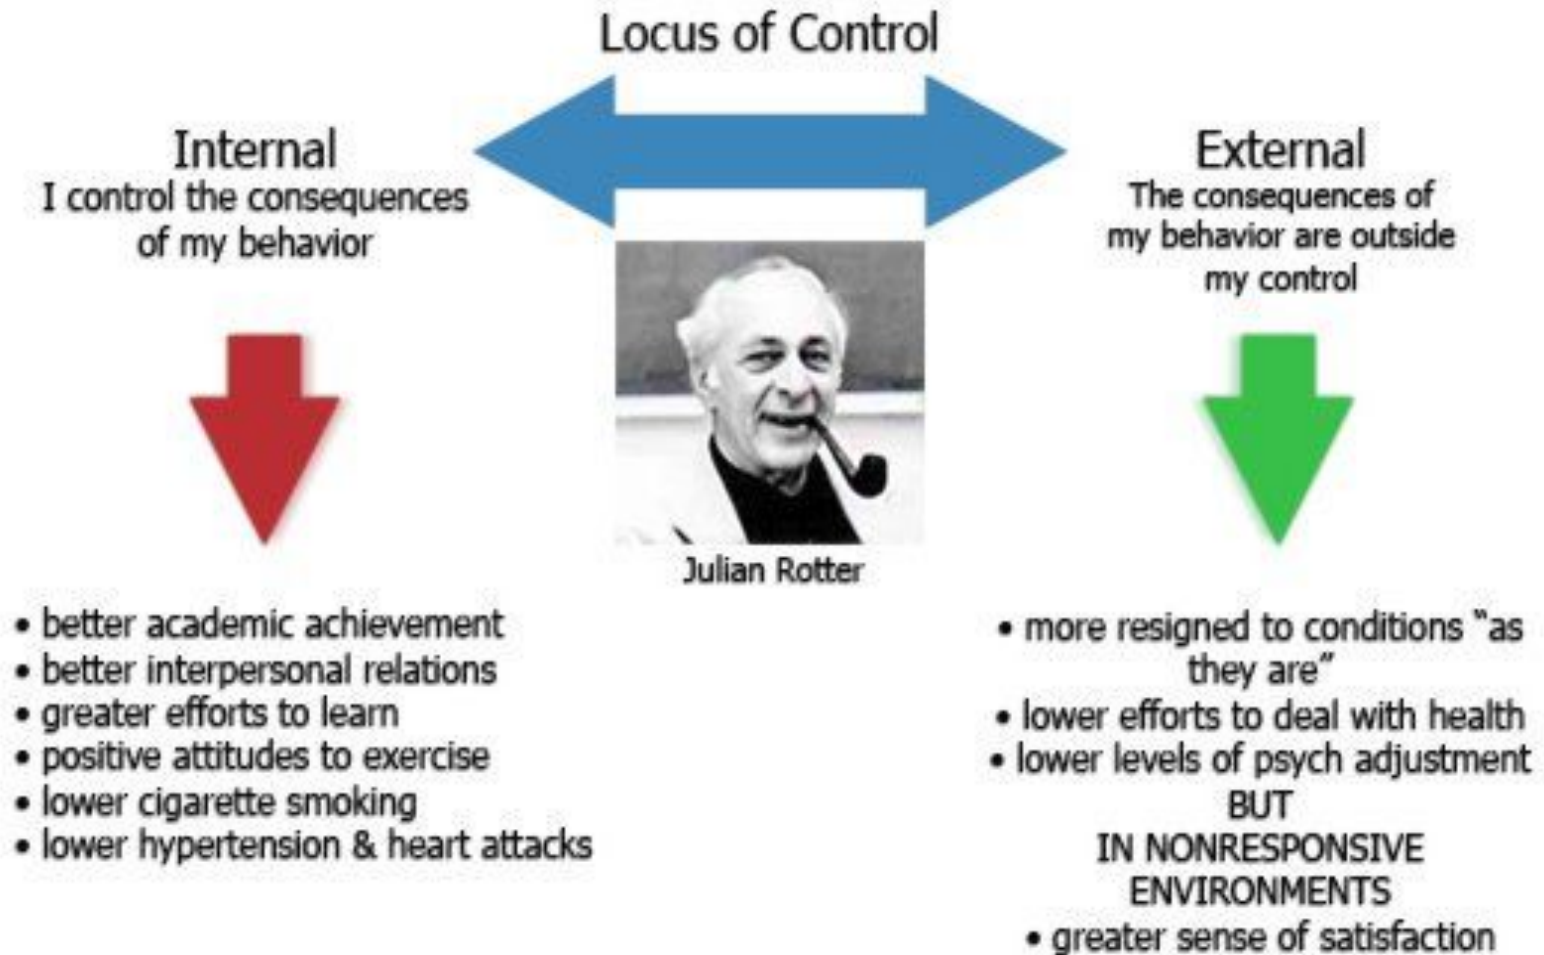 Locus of Control
Internal
I control the consequences
of my behavior
External
The consequences of
my behavior are outside
my control
Julian Rotter
• better academic achievement
• better interpersonal relations
• greater efforts to learn
• positive attitudes to exercise
• lower cigarette smoking
• lower hypertension & heart attacks
• more resigned to conditions “as
they are”
• lower efforts to deal with health
• lower levels of psych adjustment
BUT
IN NONRESPONSIVE
ENVIRONMENTS
• greater sense of satisfaction